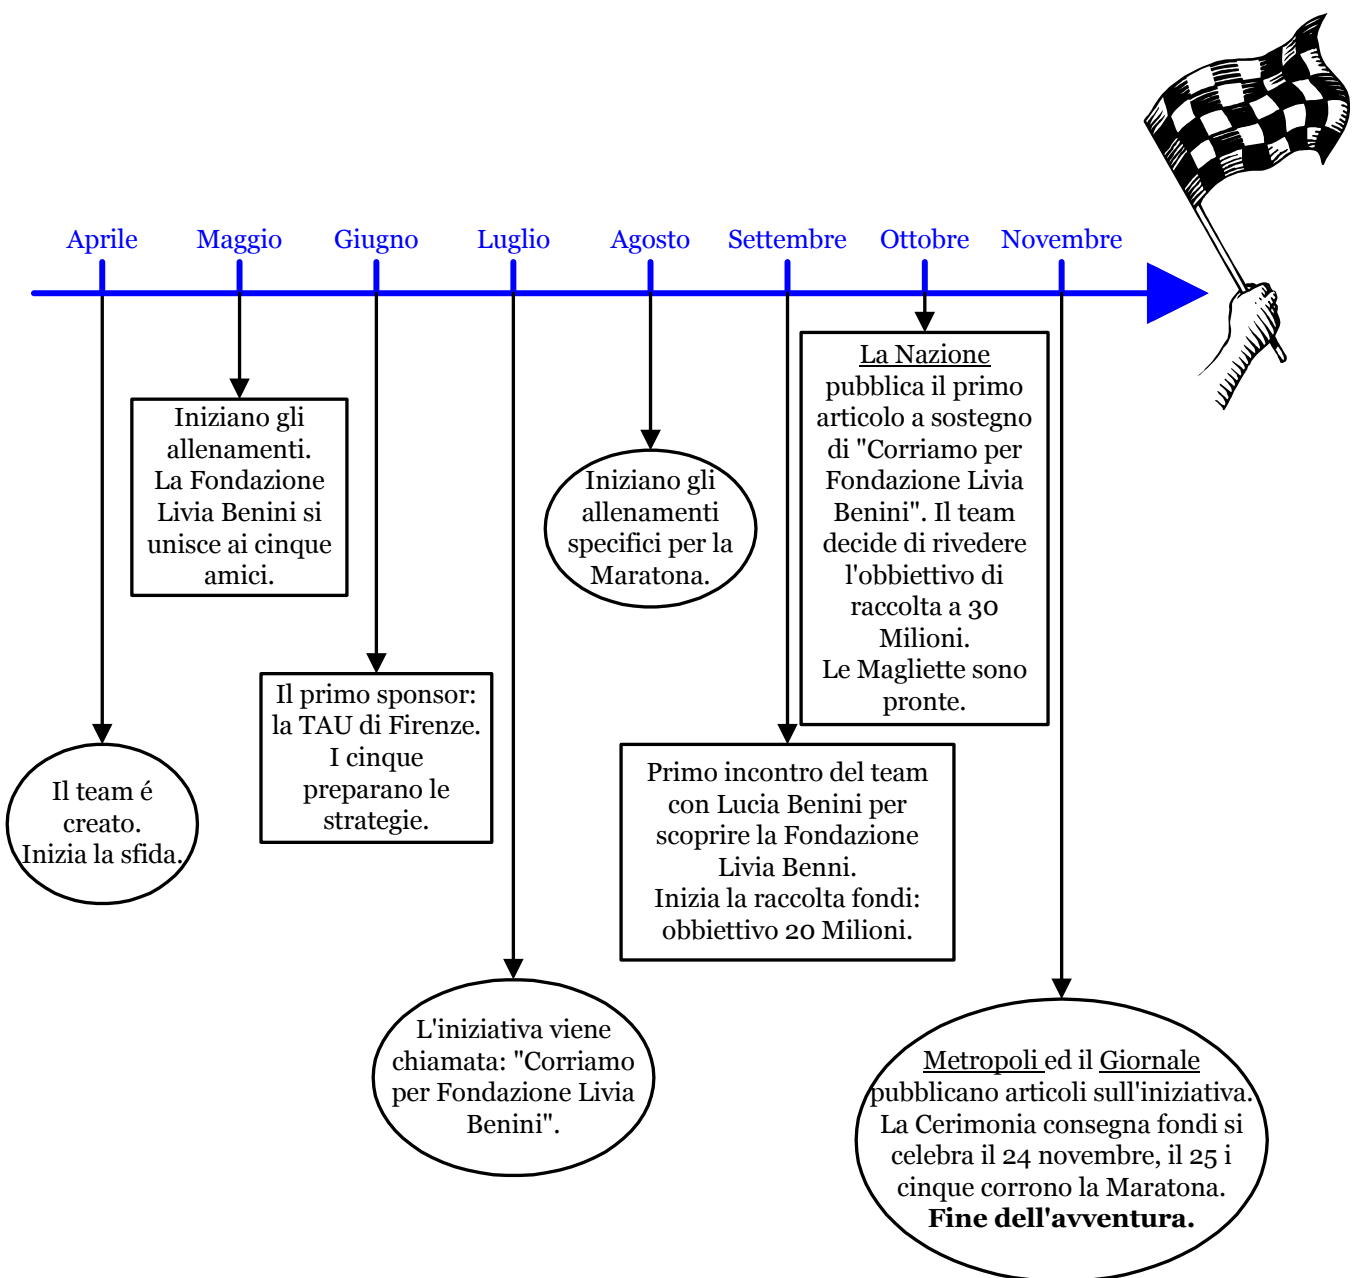 Aprile
Maggio
Giugno
Luglio
Agosto
Settembre
Ottobre
Novembre
Iniziano gli
allenamenti.
La Fondazione
Livia Benini si
unisce ai cinque
amici.
Iniziano gli
allenamenti
specifici per la
Maratona.
La Nazione
pubblica il primo
articolo a sostegno
di "Corriamo per
Fondazione Livia
Benini". Il team
decide di rivedere
l'obbiettivo di
raccolta a 30
Milioni.
Le Magliette sono
pronte.
Il primo sponsor:
la TAU di Firenze.
I cinque
preparano le
strategie.
Il team é
creato.
Inizia la sfida.
Primo incontro del team
con Lucia Benini per
scoprire la Fondazione
Livia Benni.
Inizia la raccolta fondi:
obbiettivo 20 Milioni.
L'iniziativa viene
chiamata: "Corriamo
per Fondazione Livia
Benini".
Metropoli ed il Giornale
pubblicano articoli sull'iniziativa.
La Cerimonia consegna fondi si
celebra il 24 novembre, il 25 i
cinque corrono la Maratona.
Fine dell'avventura.